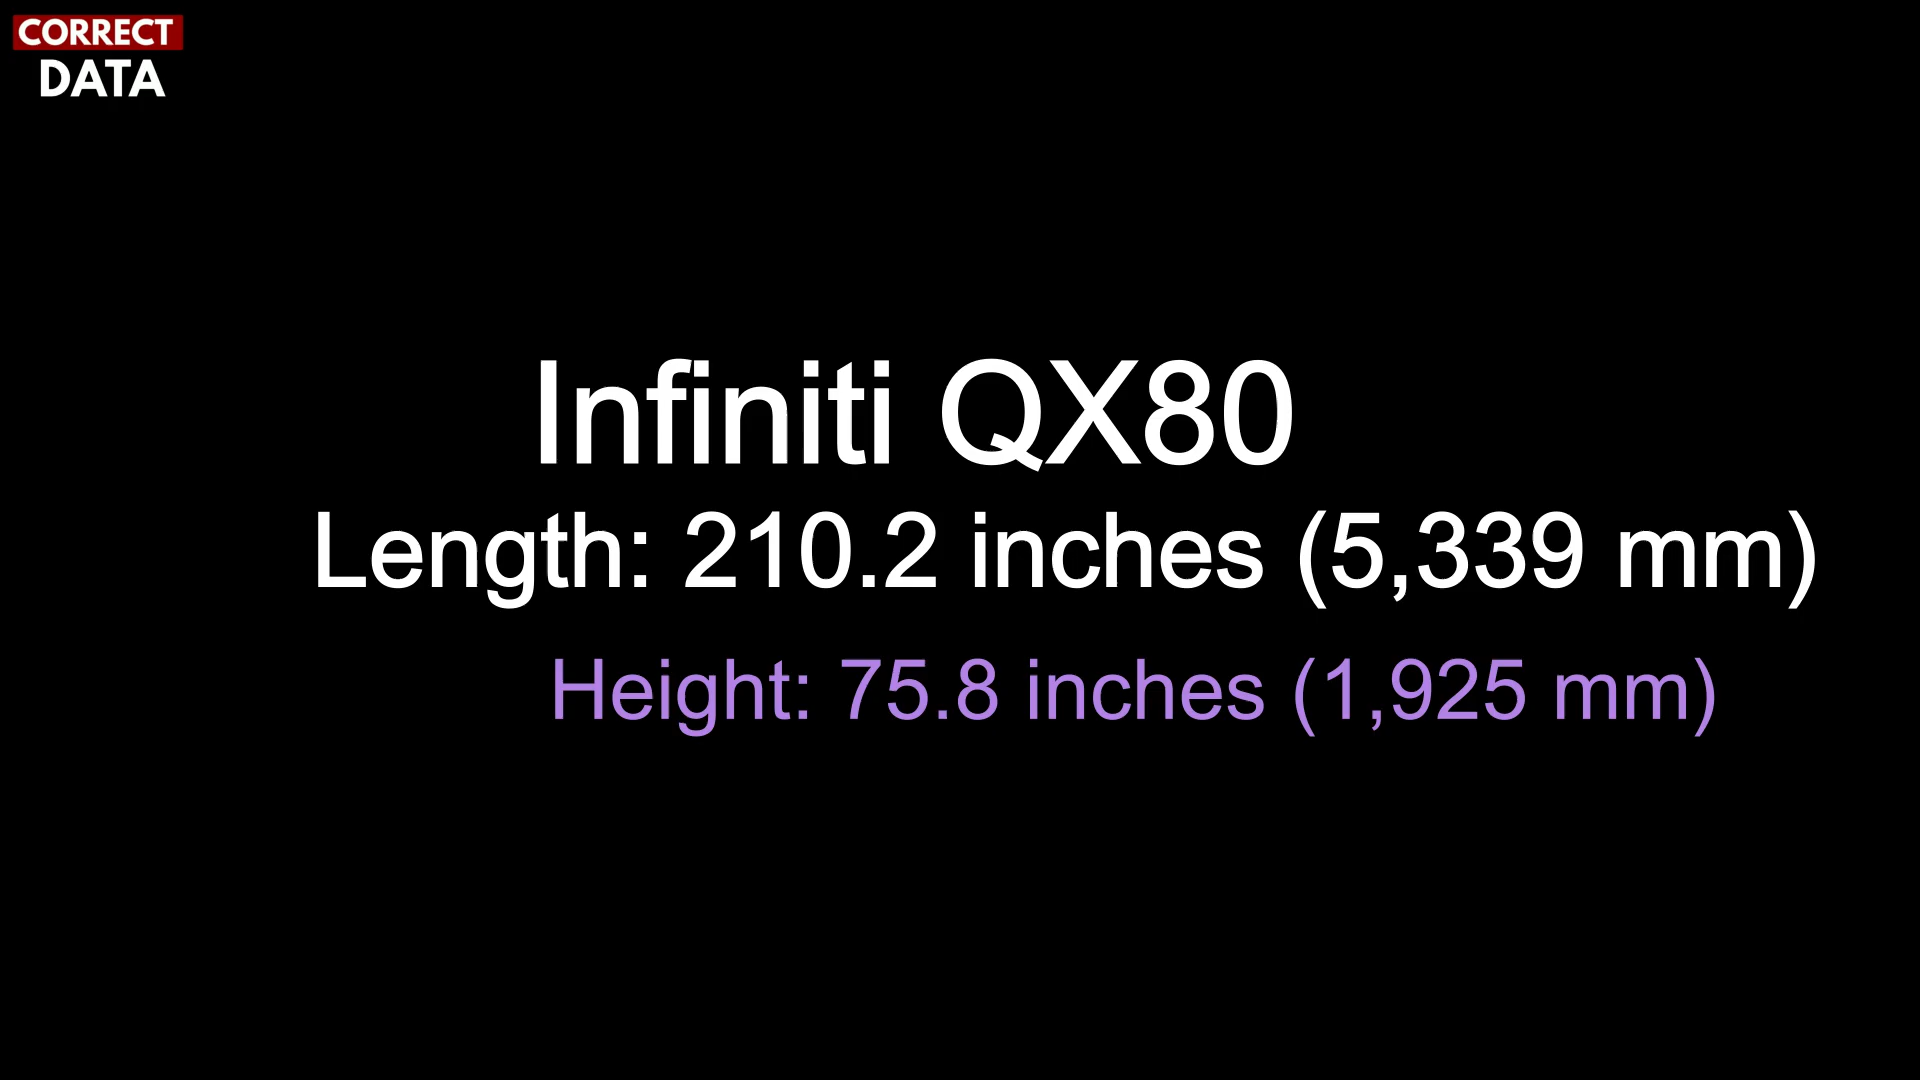 CORRECT
DATA
Infiniti QX80
Length: 210.2 inches (5,339 mm)
Height: 75.8 inches (1,925 mm)